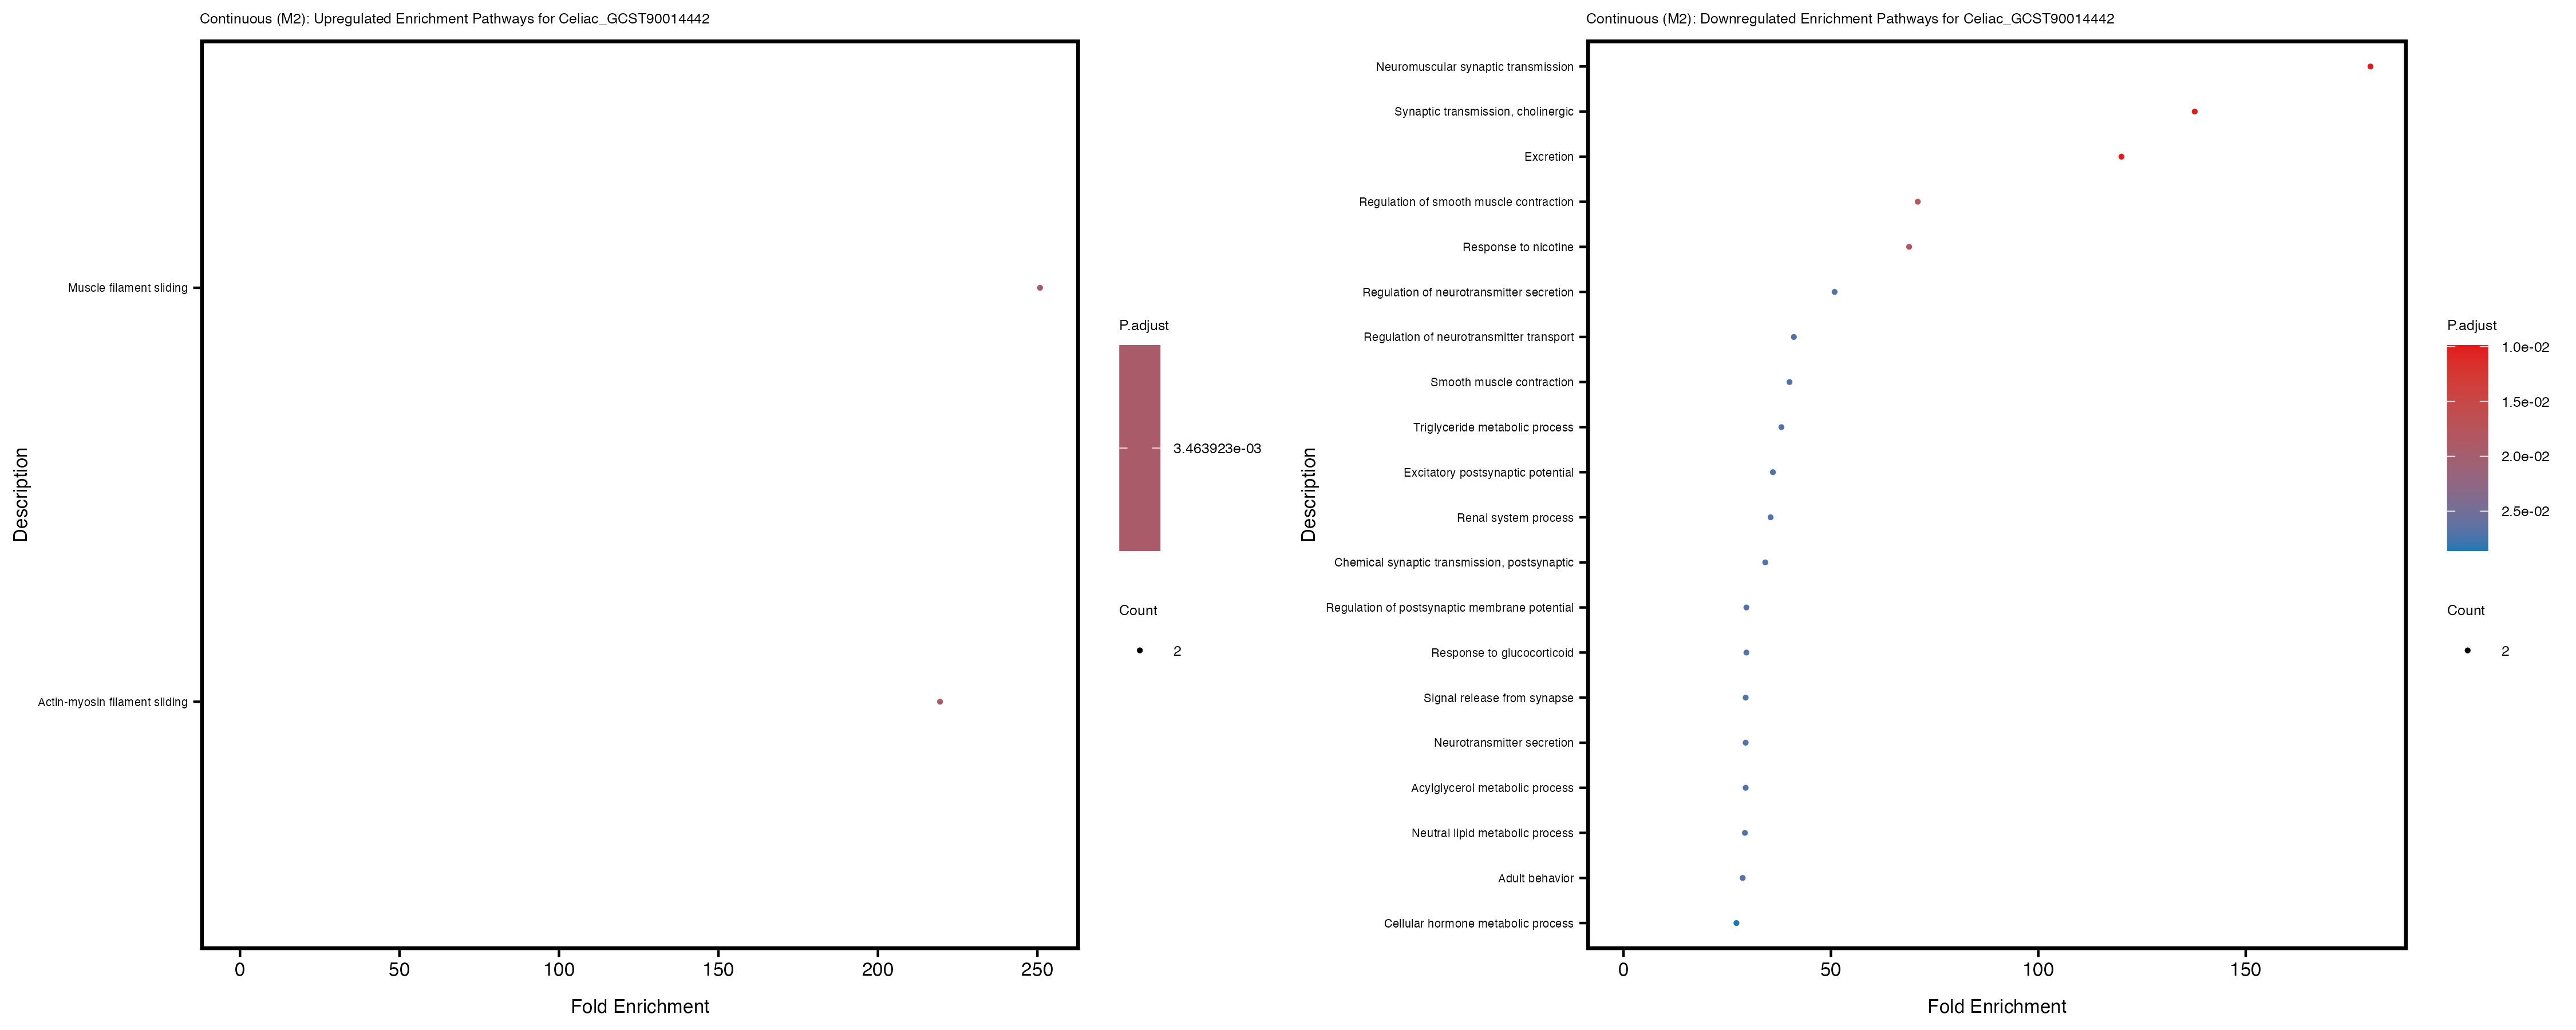 Continuous (M2): Upregulated Enrichment Pathways for Celiac_GCST90014442
Description
Muscle filament sliding
Actin-myosin filament sliding
0
50
100
150
200
250
Fold Enrichment
P.adjust
3.463923e-03
Count
2
Continuous (M2): Downregulated Enrichment Pathways for Celiac_GCST90014442
Description
Neuromuscular synaptic transmission
Synaptic transmission, cholinergic
Excretion
Regulation of smooth muscle contraction
Response to nicotine
Regulation of neurotransmitter secretion
Regulation of neurotransmitter transport
Smooth muscle contraction
Triglyceride metabolic process
Excitatory postsynaptic potential
Renal system process
Chemical synaptic transmission, postsynaptic
Regulation of postsynaptic membrane potential
Response to glucocorticoid
Signal release from synapse
Neurotransmitter secretion
Acylglycerol metabolic process
Neutral lipid metabolic process
Adult behavior
Cellular hormone metabolic process
0
50
100
150
Fold Enrichment
P.adjust
1.0e-02
1.5e-02
2.0e-02
2.5e-02
Count
2